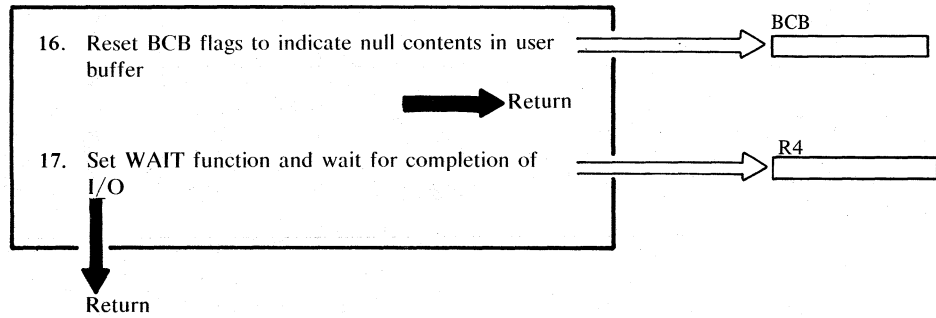 16. Reset BCB flags to indicate null contents in user
buffer
BCB
Return
17. Set WAIT function and wait for completion of
I/O
R4
Return